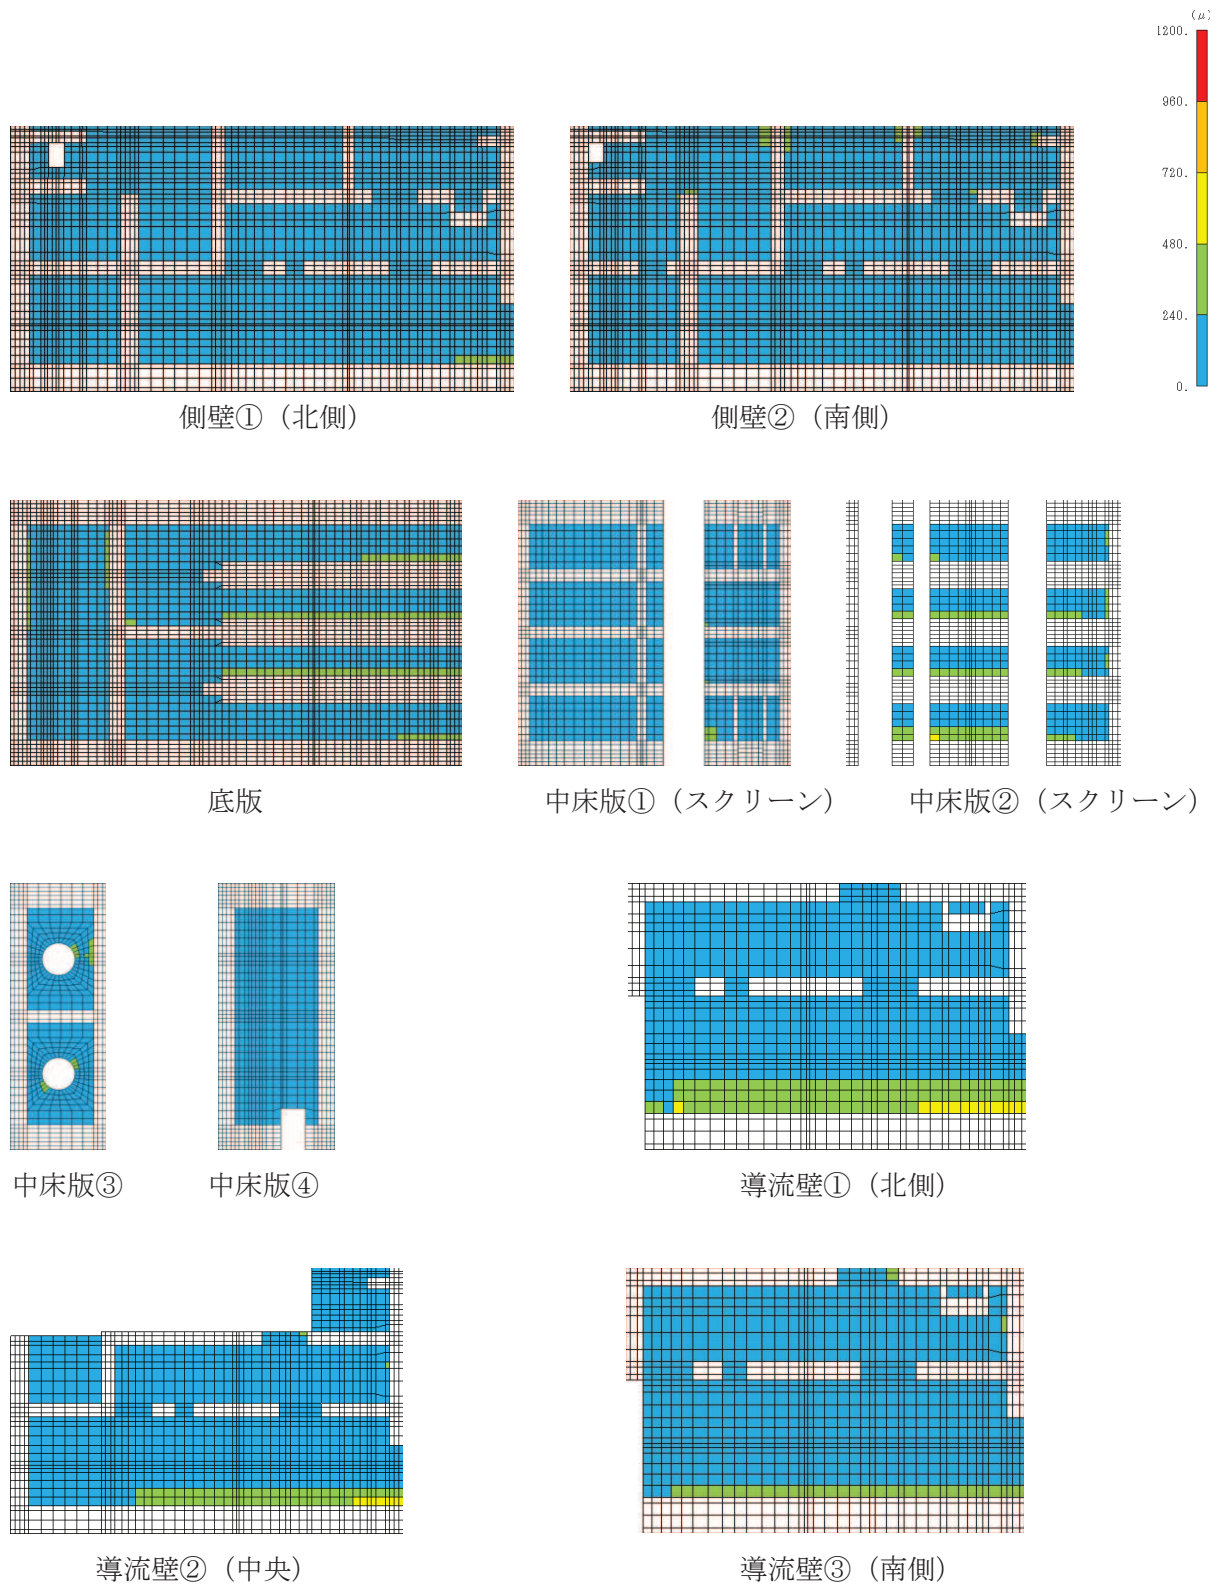 (μ)
1200.
960.
720.
480.
240.
0.
側壁①（北側）
側壁②（南側）
底版
中床版①（スクリーン）
中床版②（スクリーン）
中床版③
中床版④
導流壁①（北側）
導流壁②（中央）
導流壁③（南側）